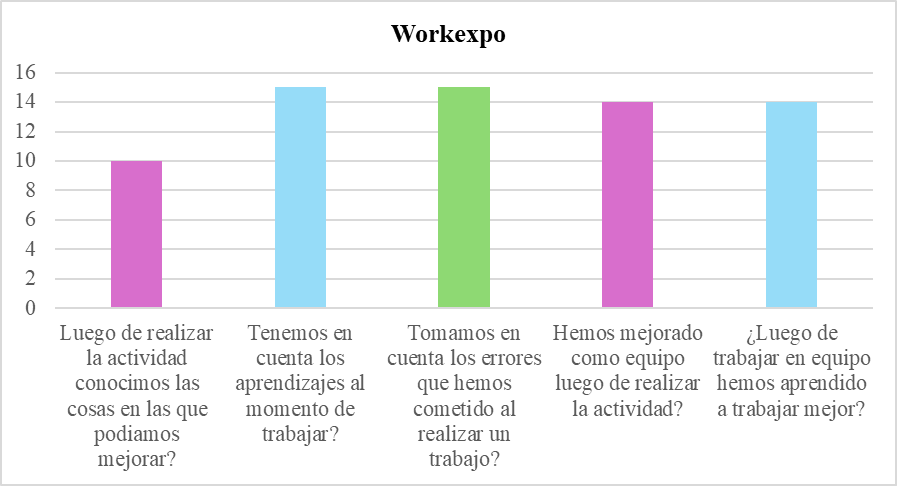 Workexpo
16
14
12
10
8
6
4
2
0
Luego de realizar
la actividad
conocimos las
cosas en las que
podiamos
mejorar?
Tenemos en
cuenta los
aprendizajes al
momento de
trabajar?
Tomamos en
cuenta los errores
que hemos
cometido al
realizar un
trabajo?
Hemos mejorado
como equipo
luego de realizar
la actividad?
¿Luego de
trabajar en equipo
hemos aprendido
a trabajar mejor?